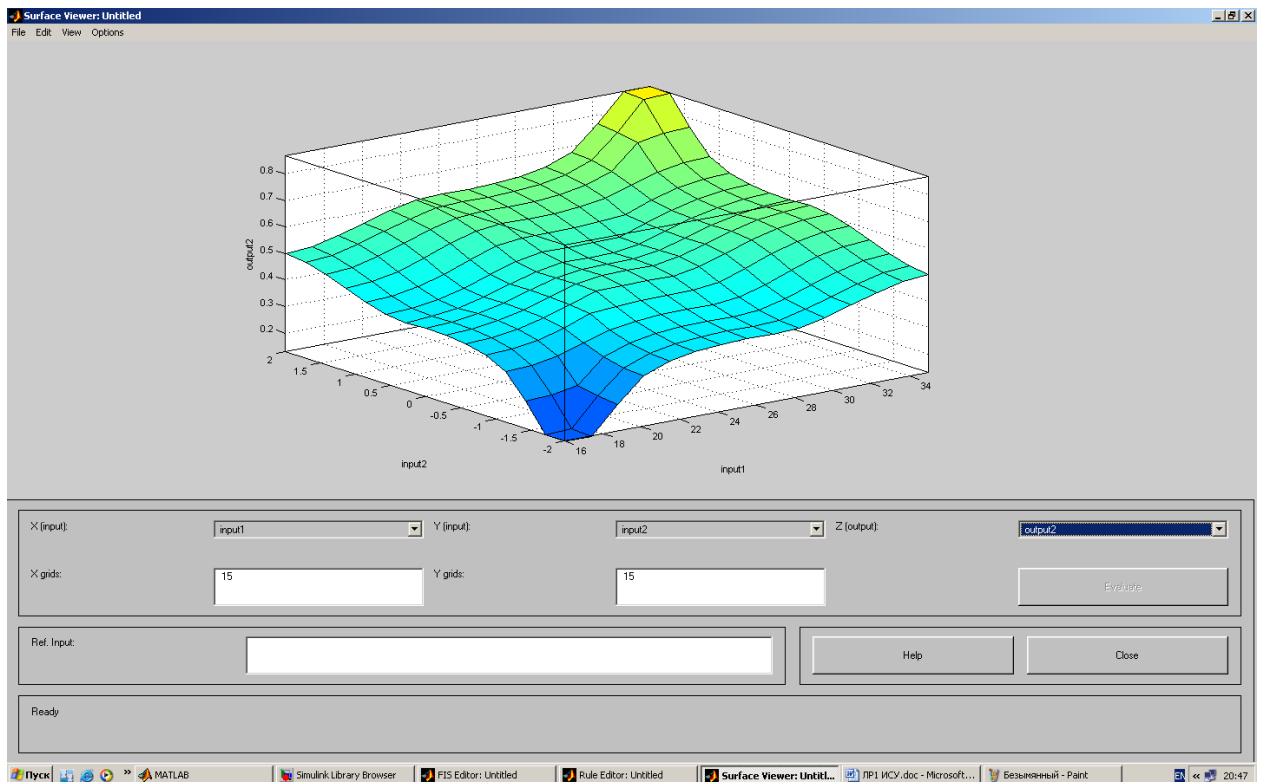 Surface Viewer: Untitled
File Edit View Options
0.8
0.7
0.6
0.5
0.4
0.3
0.2
output2
2
1.5
1
0.5
0
-0.5
-1
-1.5
-2
input2
16
18
20
22
24
26
28
30
32
34
input1
X (input): input1 Y (input): input2 Z (output): output2
X grids: 15 Y grids: 15 Evaluate
Ref. Input: Help Close
Ready
Пуск » MATLAB Simulink Library Browser FIS Editor: Untitled Rule Editor: Untitled Surface Viewer: Untitl... ЛР1 ИСУ.doc - Microsoft... Безымянный - Paint EN « 20:47